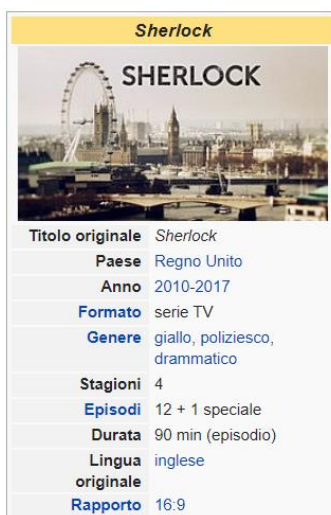 Sherlock
SHERLOCK
Titolo originale Sherlock
Paese Regno Unito
Anno 2010-2017
Formato serie TV
Genere giallo, poliziesco,
drammatico
Stagioni 4
Episodi 12 + 1 speciale
Durata 90 min (episodio)
Lingua inglese
originale
Rapporto 16:9